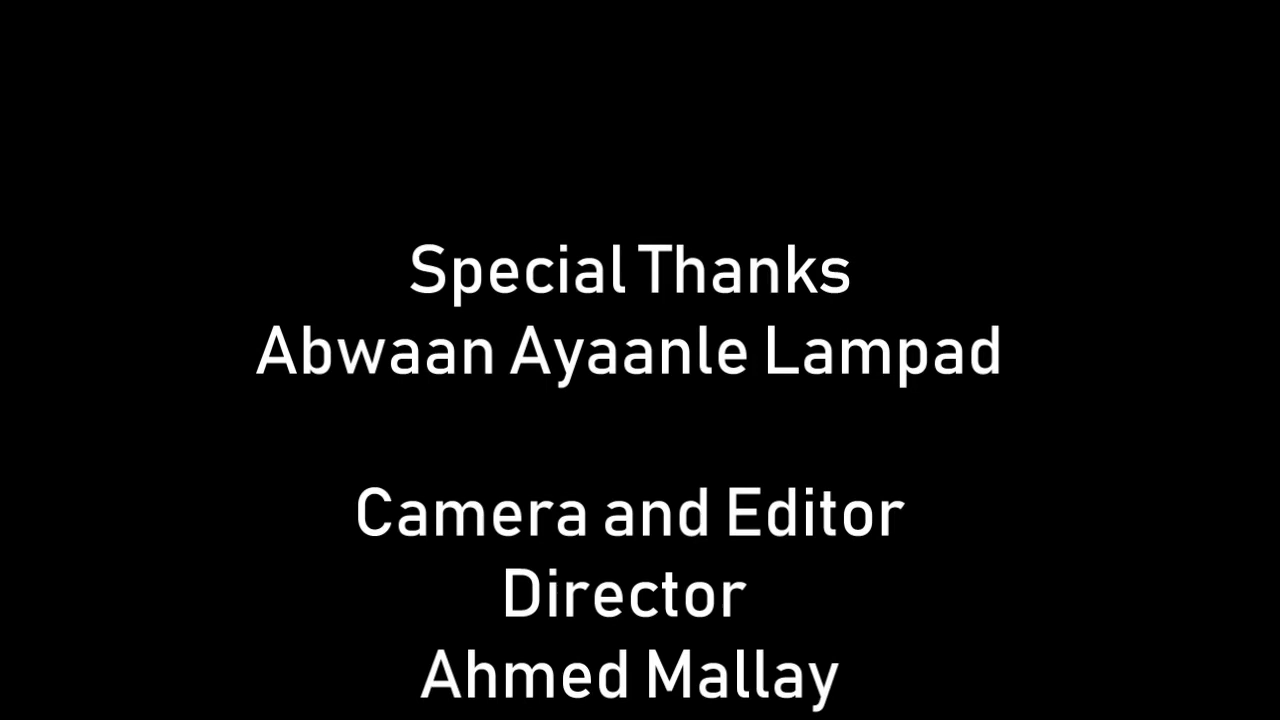 Special Thanks
Abwaan Ayaanle Lampad
Camera and Editor
Director
Ahmed Mallay